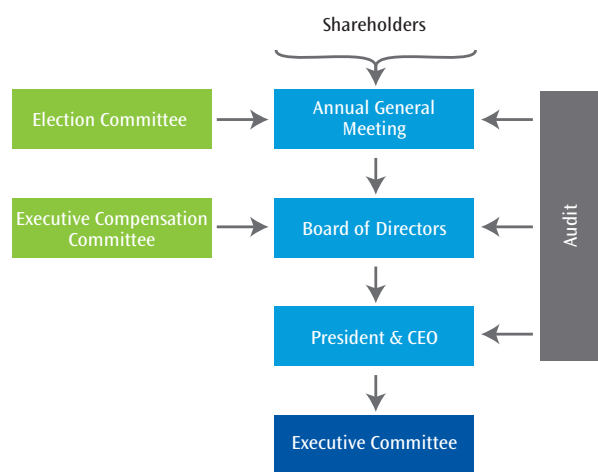 Shareholders
Election Committee
Annual General
Meeting
Executive Compensation
Committee
Board of Directors
Audit
President & CEO
Executive Committee